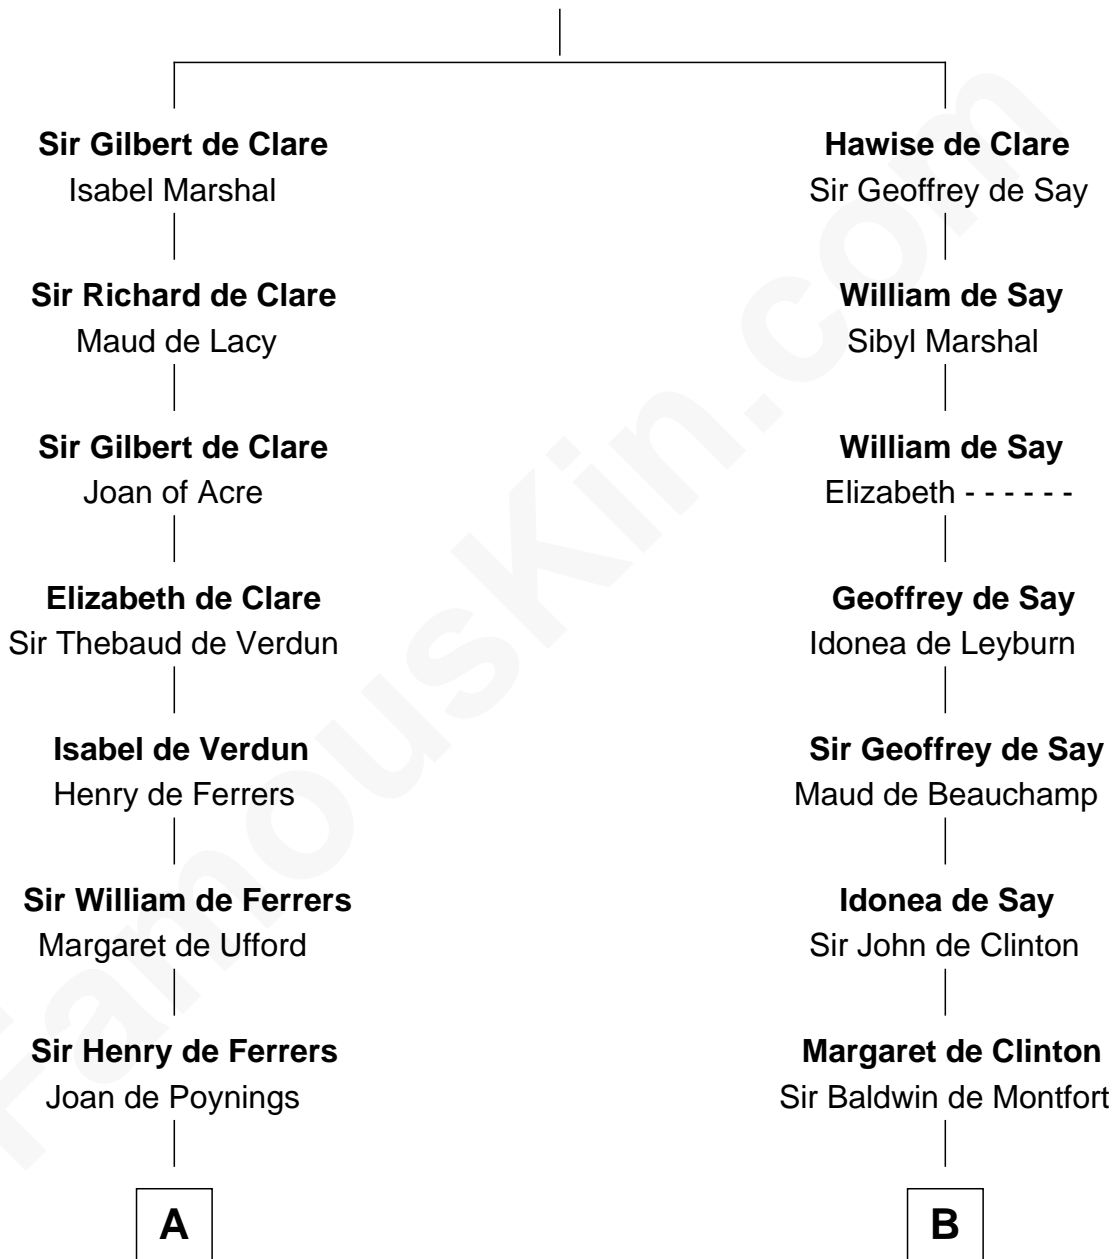 Sir Gilbert de Clare
Isabel Marshal
Sir Richard de Clare
Maud de Lacy
Sir Gilbert de Clare
Joan of Acre
Elizabeth de Clare
Sir Thebaud de Verdun
Isabel de Verdun
Henry de Ferrers
Sir William de Ferrers
Margaret de Ufford
Sir Henry de Ferrers
Joan de Poynings
A
Hawise de Clare
Sir Geoffrey de Say
William de Say
Sibyl Marshal
William de Say
Elizabeth - - - - - -
Geoffrey de Say
Idonea de Leyburn
Sir Geoffrey de Say
Maud de Beauchamp
Idonea de Say
Sir John de Clinton
Margaret de Clinton
Sir Baldwin de Montfort
B
FamousKin.com